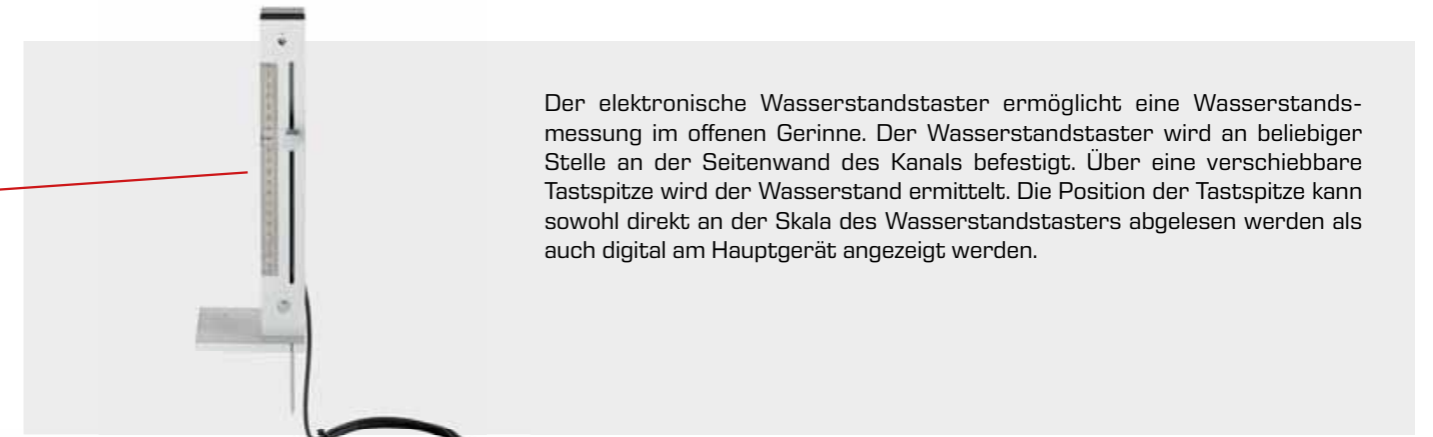 Der elektronische Wasserstandstaster ermöglicht eine Wasserstands-
messung im offenen Gerinne. Der Wasserstandstaster wird an beliebiger
Stelle an der Seitenwand des Kanals befestigt. Über eine verschiebbare
Tastspitze wird der Wasserstand ermittelt. Die Position der Tastspitze kann
sowohl direkt an der Skala des Wasserstandstasters abgelesen werden als
auch digital am Hauptgerät angezeigt werden.